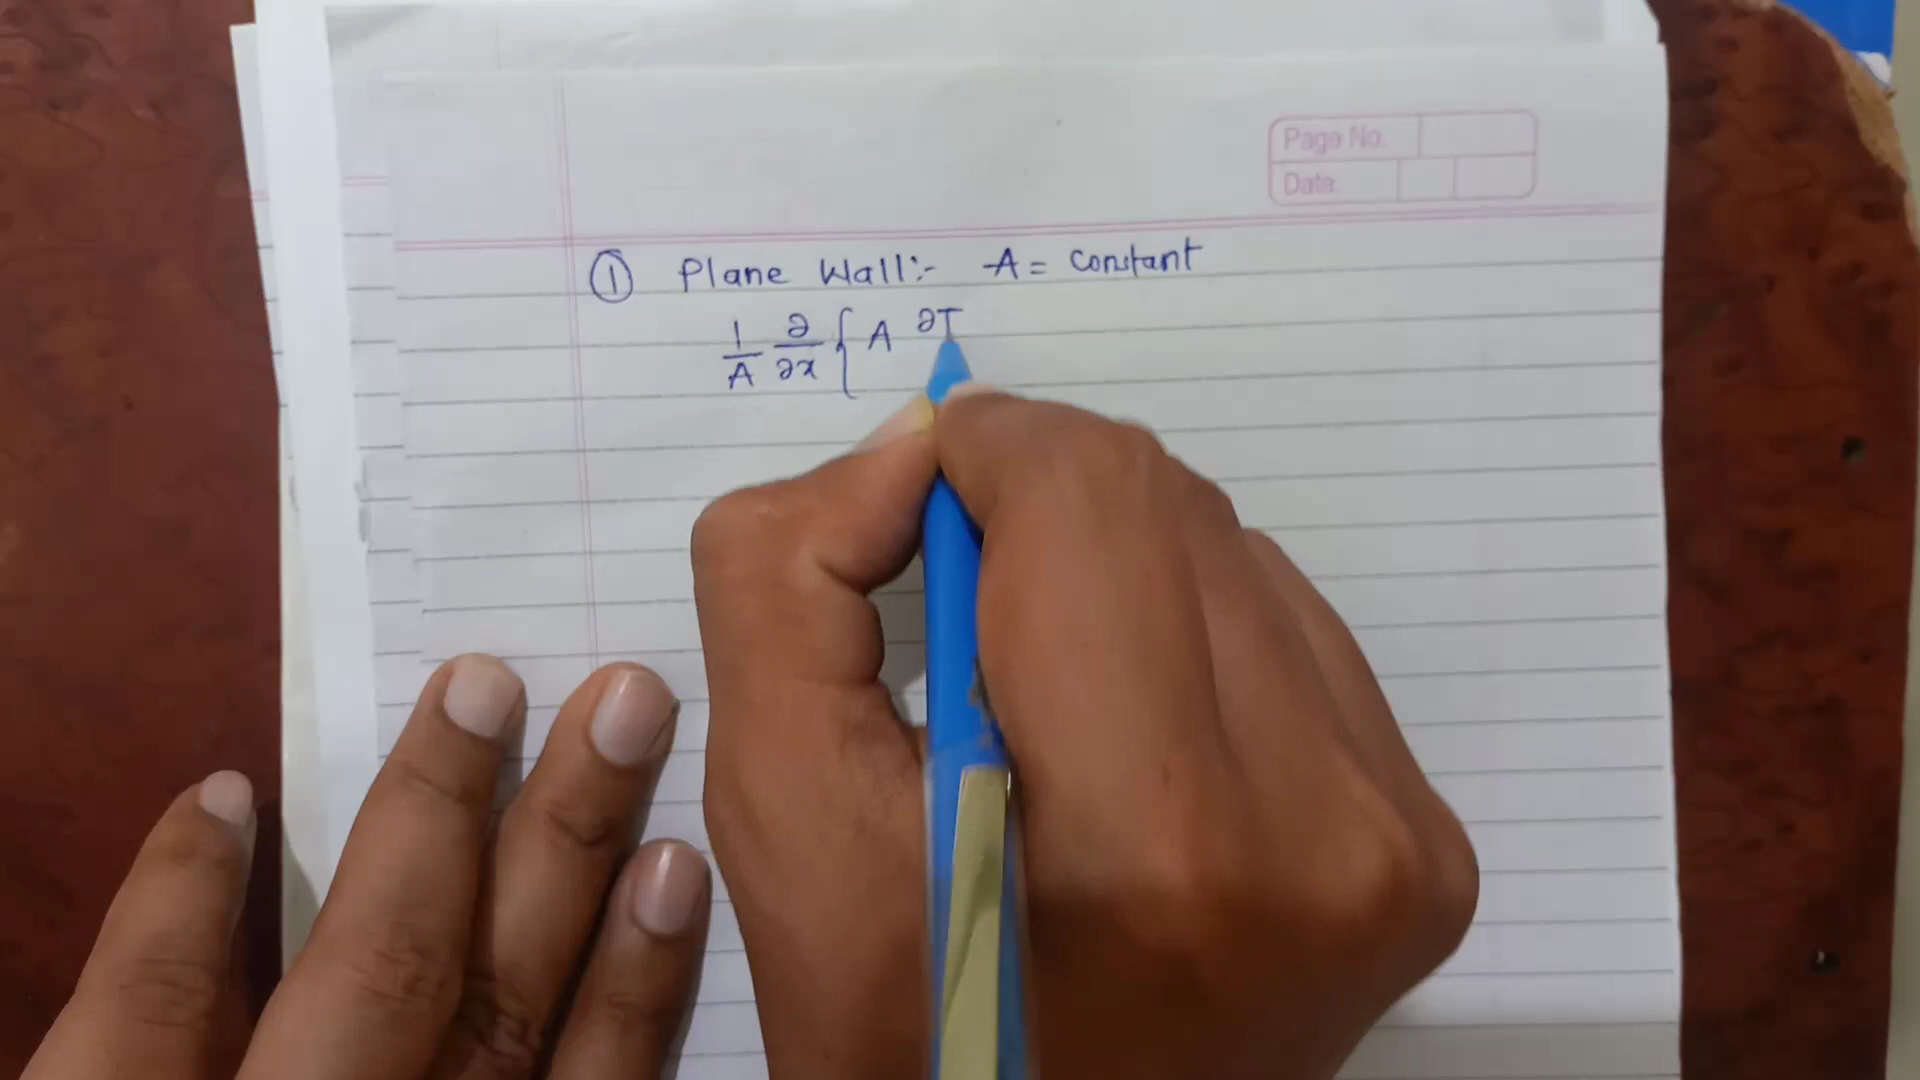 Page No.
Date:
① Plane Wall:- A = Constant
1/A ∂/∂x { A ∂T